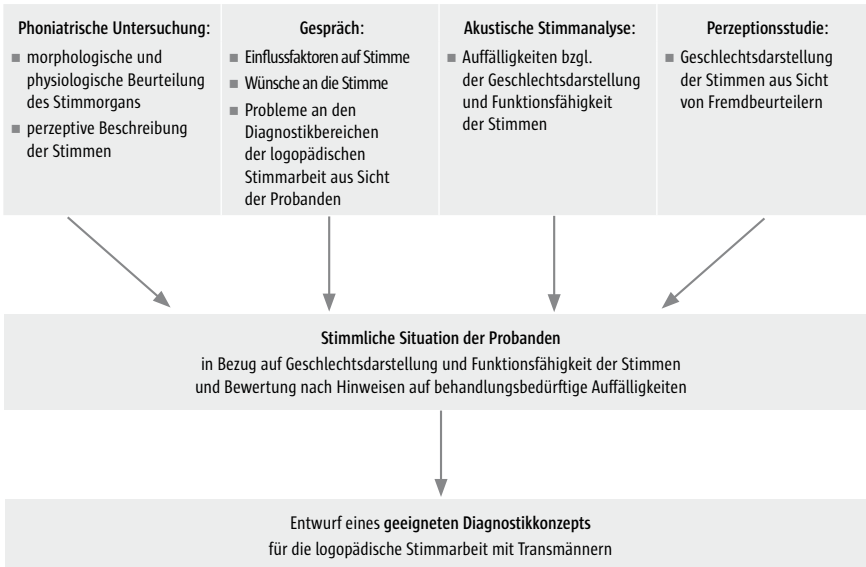 Phoniatrische Untersuchung:
■ morphologische und
physiologische Beurteilung
des Stimmorgans
■ perzeptive Beschreibung
der Stimmen
Gespräch:
■ Einflussfaktoren auf Stimme
■ Wünsche an die Stimme
■ Probleme an den
Diagnostikbereichen
der logopädischen
Stimmarbeit aus Sicht
der Probanden
Akustische Stimmanalyse:
■ Auffälligkeiten bzgl.
der Geschlechtsdarstellung
und Funktionsfähigkeit
der Stimmen
Perzeptionsstudie:
■ Geschlechtsdarstellung
der Stimmen aus Sicht
von Fremdbeurteilern
Stimmliche Situation der Probanden
in Bezug auf Geschlechtsdarstellung und Funktionsfähigkeit der Stimmen
und Bewertung nach Hinweisen auf behandlungsbedürftige Auffälligkeiten
Entwurf eines geeigneten Diagnostikkonzepts
für die logopädische Stimmarbeit mit Transmännern